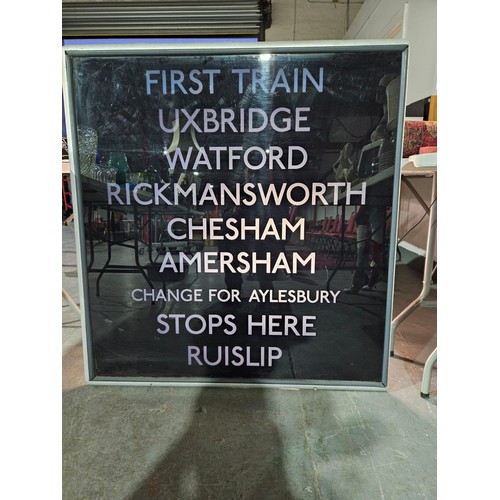 FIRST TRAIN
UXBRIDGE
WATFORD
RICKMANSWORTH
CHESHAM
AMERSHAM
CHANGE FOR AYLESBURY
STOPS HERE
RUISLIP